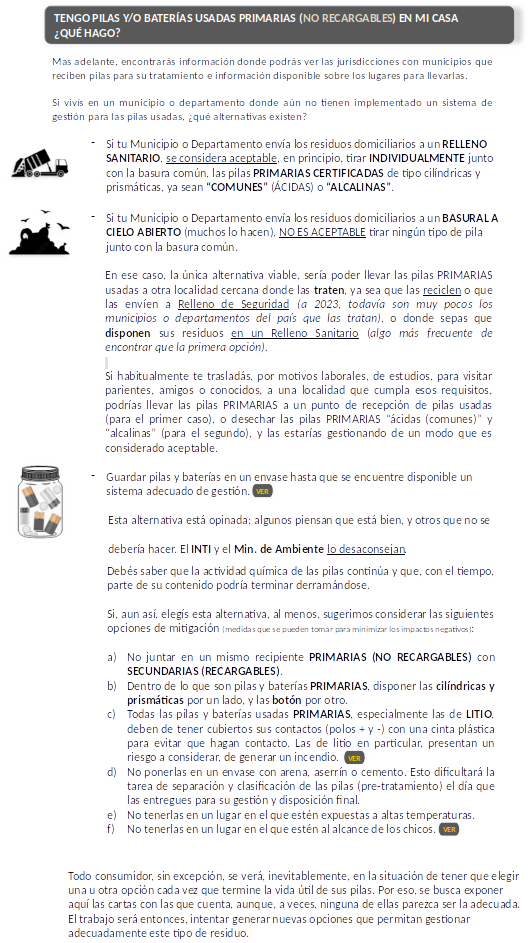 TENGO PILAS Y/O BATERÍAS USADAS PRIMARIAS (NO RECARGABLES) EN MI CASA
¿QUÉ HAGO?
Mas adelante, encontrarás información donde podrás ver las jurisdicciones con municipios que
reciben pilas para su tratamiento e información disponible sobre los lugares para llevarlas.
Si vivís en un municipio o departamento donde aún no tienen implementado un sistema de
gestión para las pilas usadas, ¿qué alternativas existen?
- Si tu Municipio o Departamento envía los residuos domiciliarios a un RELLENO
SANITARIO, se considera aceptable, en principio, tirar INDIVIDUALMENTE junto
con la basura común, las pilas PRIMARIAS CERTIFICADAS de tipo cilíndricas y
prismáticas, ya sean “COMUNES” (ÁCIDAS) o “ALCALINAS”.
- Si tu Municipio o Departamento envía los residuos domiciliarios a un BASURAL A
CIELO ABIERTO (muchos lo hacen), NO ES ACEPTABLE tirar ningún tipo de pila
junto con la basura común.
En ese caso, la única alternativa viable, sería poder llevar las pilas PRIMARIAS
usadas a otra localidad cercana donde las traten, ya sea que las reciclen o que
las envíen a Relleno de Seguridad (a 2023, todavía son muy pocos los
municipios o departamentos del país que las tratan), o donde sepas que
disponen sus residuos en un Relleno Sanitario (algo más frecuente de
encontrar que la primera opción).
Si habitualmente te trasladás, por motivos laborales, de estudios, para visitar
parientes, amigos o conocidos, a una localidad que cumpla esos requisitos,
podrías llevar las pilas PRIMARIAS a un punto de recepción de pilas usadas
(para el primer caso), o desechar las pilas PRIMARIAS “ácidas (comunes)” y
“alcalinas” (para el segundo), y las estarías gestionando de un modo que es
considerado aceptable.
- Guardar pilas y baterías en un envase hasta que se encuentre disponible un
sistema adecuado de gestión. VER
Esta alternativa está opinada; algunos piensan que está bien, y otros que no se
debería hacer. El INTI y el Min. de Ambiente lo desaconsejan.
Debés saber que la actividad química de las pilas continúa y que, con el tiempo,
parte de su contenido podría terminar derramándose.
Si, aun así, elegís esta alternativa, al menos, sugerimos considerar las siguientes
opciones de mitigación (medidas que se pueden tomar para minimizar los impactos negativos):
a) No juntar en un mismo recipiente PRIMARIAS (NO RECARGABLES) con
SECUNDARIAS (RECARGABLES).
b) Dentro de lo que son pilas y baterías PRIMARIAS, disponer las cilíndricas y
prismáticas por un lado, y las botón por otro.
c) Todas las pilas y baterías usadas PRIMARIAS, especialmente las de LITIO,
deben de tener cubiertos sus contactos (polos + y -) con una cinta plástica
para evitar que hagan contacto. Las de litio en particular, presentan un
riesgo a considerar, de generar un incendio. VER
d) No ponerlas en un envase con arena, aserrín o cemento. Esto dificultará la
tarea de separación y clasificación de las pilas (pre-tratamiento) el día que
las entregues para su gestión y disposición final.
e) No tenerlas en un lugar en el que estén expuestas a altas temperaturas.
f) No tenerlas en un lugar en el que estén al alcance de los chicos. VER
Todo consumidor, sin excepción, se verá, inevitablemente, en la situación de tener que elegir
una u otra opción cada vez que termine la vida útil de sus pilas. Por eso, se busca exponer
aquí las cartas con las que cuenta, aunque, a veces, ninguna de ellas parezca ser la adecuada.
El trabajo será entonces, intentar generar nuevas opciones que permitan gestionar
adecuadamente este tipo de residuo.